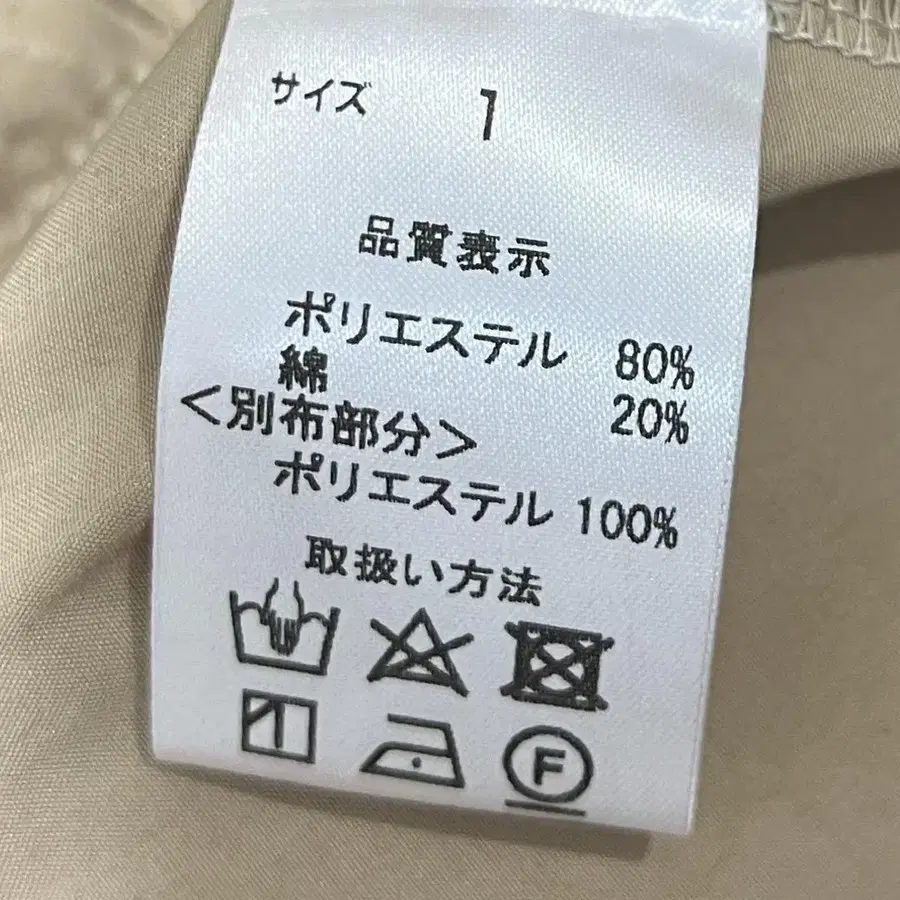 サイズ 1
品質表示
ポリエステル 80%
綿 20%
<別布部分>
ポリエステル 100%
取扱い方法
F